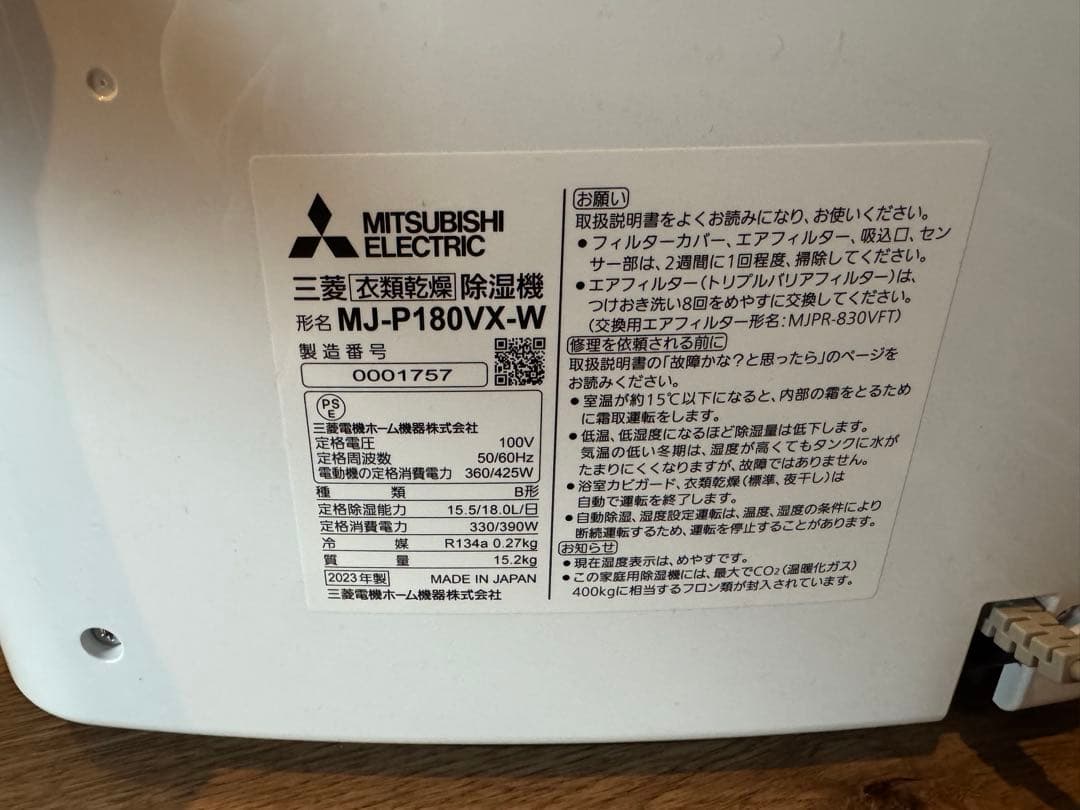 MITSUBISHI
ELECTRIC
三菱 衣類乾燥 除湿機
形名 MJ-P180VX-W
製造番号
0001757
PS
E
三菱電機ホーム機器株式会社
定格電圧 100V
定格周波数 50/60Hz
電動機の定格消費電力 360/425W
種類 B形
定格除湿能力 15.5/18.0L/日
定格消費電力 330/390W
冷媒 R134a 0.27kg
質量 15.2kg
2023年製 MADE IN JAPAN
三菱電機ホーム機器株式会社
お願い
取扱説明書をよくお読みになり、お使いください。
●フィルターカバー、エアフィルター、吸込口、セン
サー部は、2週間に1回程度、掃除してください。
●エアフィルター(トリプルバリアフィルター)は、
つけおき洗い8回をめやすに交換してください。
(交換用エアフィルター形名:MJPR-830VFT)
修理を依頼される前に
取扱説明書の「故障かな?と思ったら」のページを
お読みください。
●室温が約15℃以下になると、内部の霜をとるため
に霜取運転をします。
●低温、低湿度になるほど除湿量は低下します。
気温の低い冬期は、湿度が高くてもタンクに水が
たまりにくくなりますが、故障ではありません。
●浴室カビガード、衣類乾燥(標準、夜干し)は
自動で運転を終了します。
●自動除湿、湿度設定運転は、温度、湿度の条件により
断続運転するため、運転を停止することがあります。
お知らせ
●現在湿度表示は、めやすです。
●この家庭用除湿機には、最大でCO₂(温暖化ガス)
400kgに相当するフロン類が封入されています。